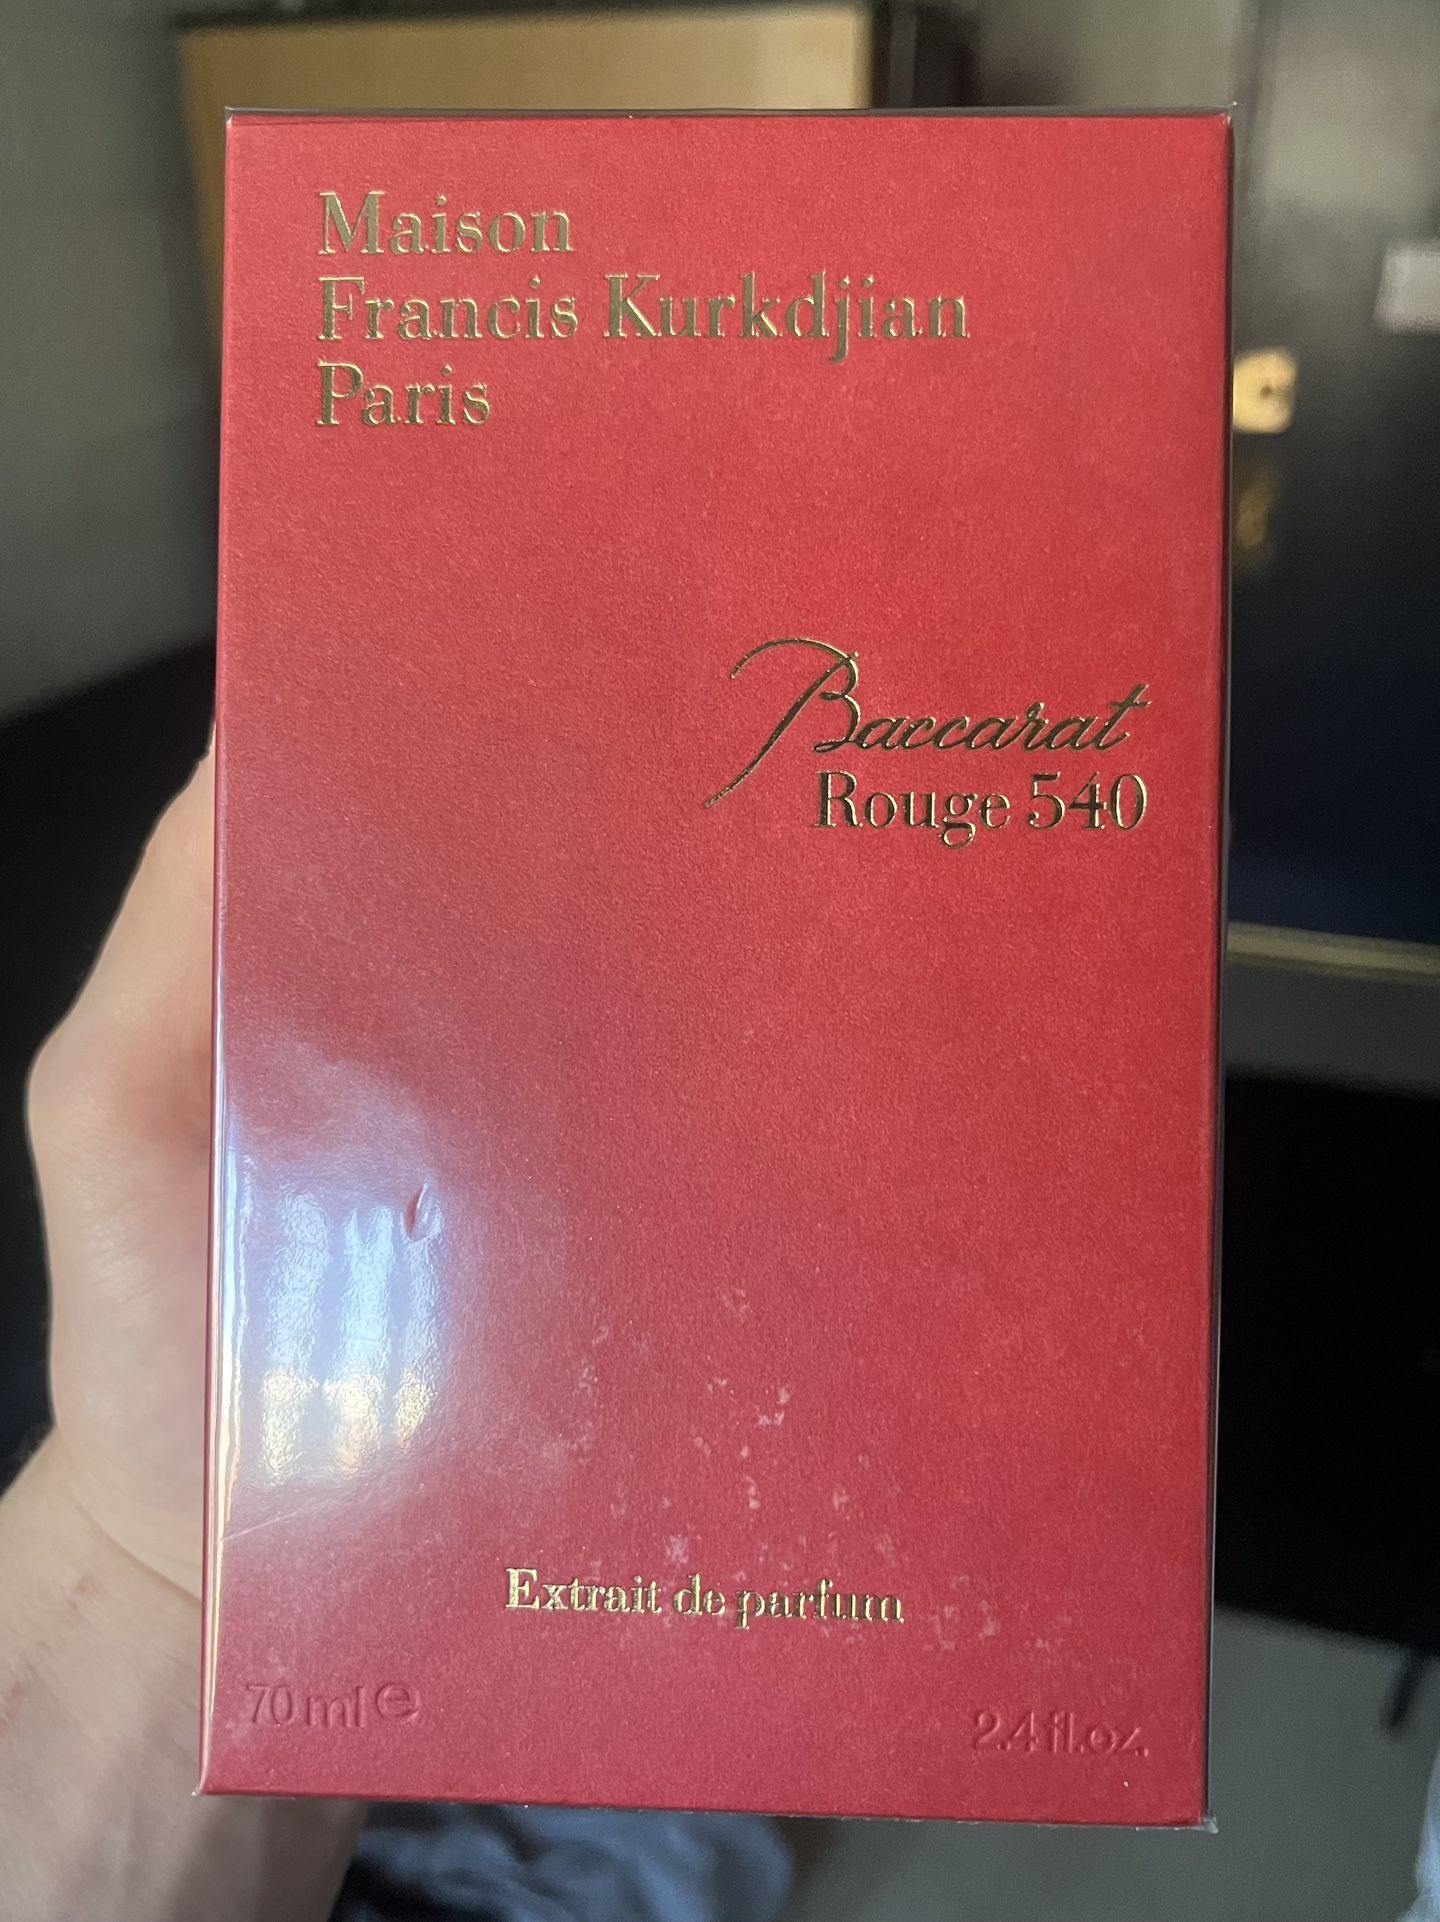 Maison
Francis Kurkdjian
Paris
Baccarat
Rouge 540
Extrait de parfum
70 ml ℮
2.4 fl.oz.